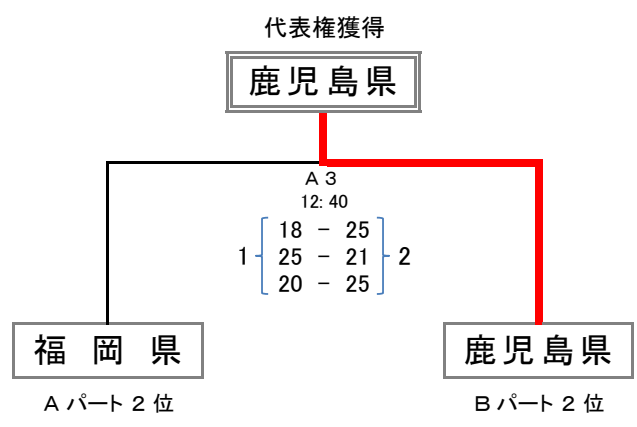 代表権獲得
鹿児島県
A3
12:40
18 - 25
1 25 - 21 2
20 - 25
福岡県 鹿児島県
Aパート2位 Bパート2位